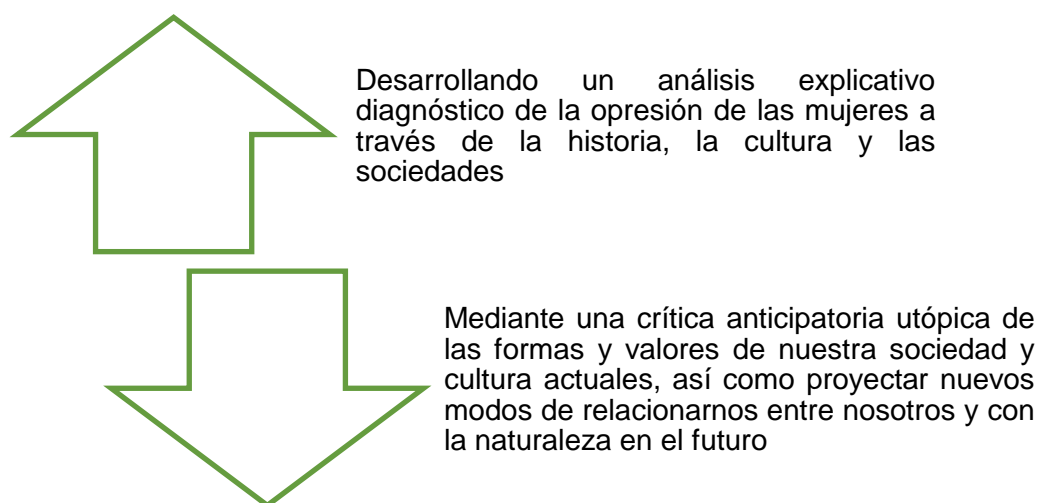 Desarrollando un análisis explicativo
diagnóstico de la opresión de las mujeres a
través de la historia, la cultura y las
sociedades
Mediante una crítica anticipatoria utópica de
las formas y valores de nuestra sociedad y
cultura actuales, así como proyectar nuevos
modos de relacionarnos entre nosotros y con
la naturaleza en el futuro